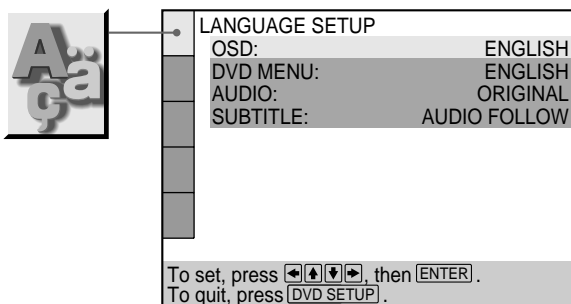 Aäç
LANGUAGE SETUP
OSD: ENGLISH
DVD MENU: ENGLISH
AUDIO: ORIGINAL
SUBTITLE: AUDIO FOLLOW
To set, press ←↑↓→, then ENTER.
To quit, press DVD SETUP.